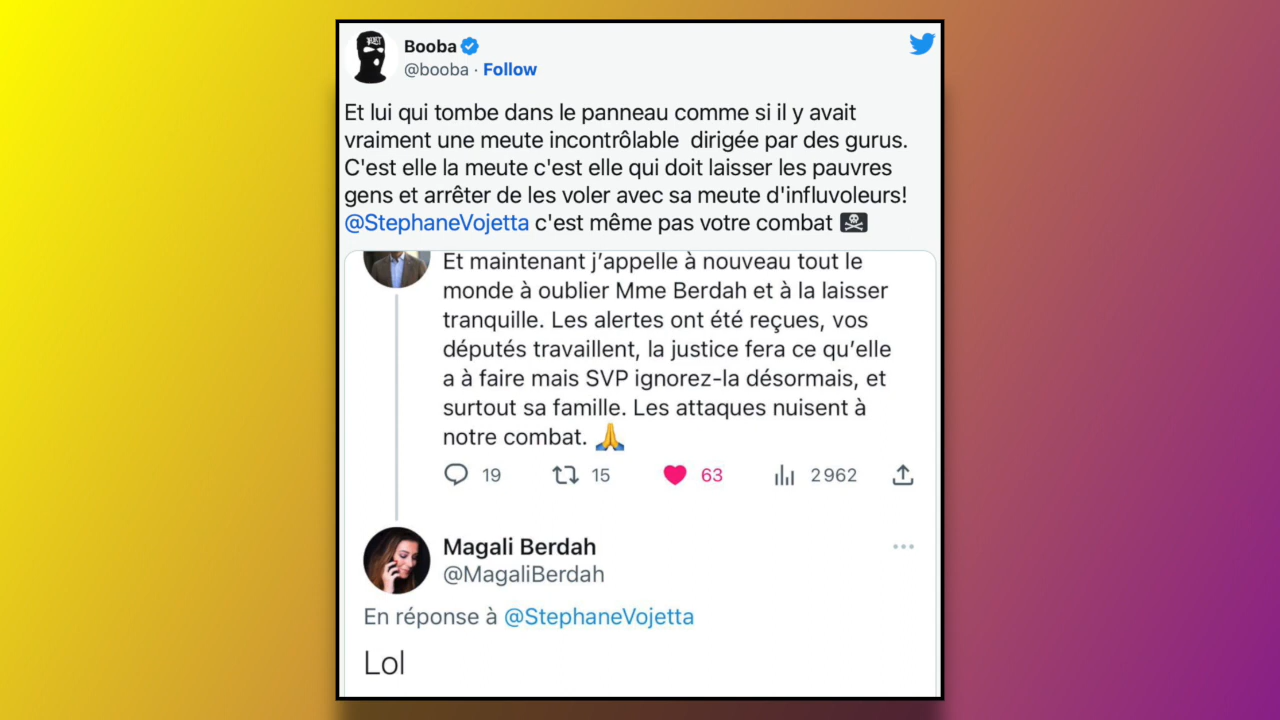 Booba
@booba · Follow
Et lui qui tombe dans le panneau comme si il y avait
vraiment une meute incontrôlable dirigée par des gurus.
C'est elle la meute c'est elle qui doit laisser les pauvres
gens et arrêter de les voler avec sa meute d'influvoleurs!
@StephaneVojetta c'est même pas votre combat ☠️
Et maintenant j’appelle à nouveau tout le
monde à oublier Mme Berdah et à la laisser
tranquille. Les alertes ont été reçues, vos
députés travaillent, la justice fera ce qu’elle
a à faire mais SVP ignorez-la désormais, et
surtout sa famille. Les attaques nuisent à
notre combat. 🙏
19 15 63 2 962
Magali Berdah
@MagaliBerdah
En réponse à @StephaneVojetta
Lol